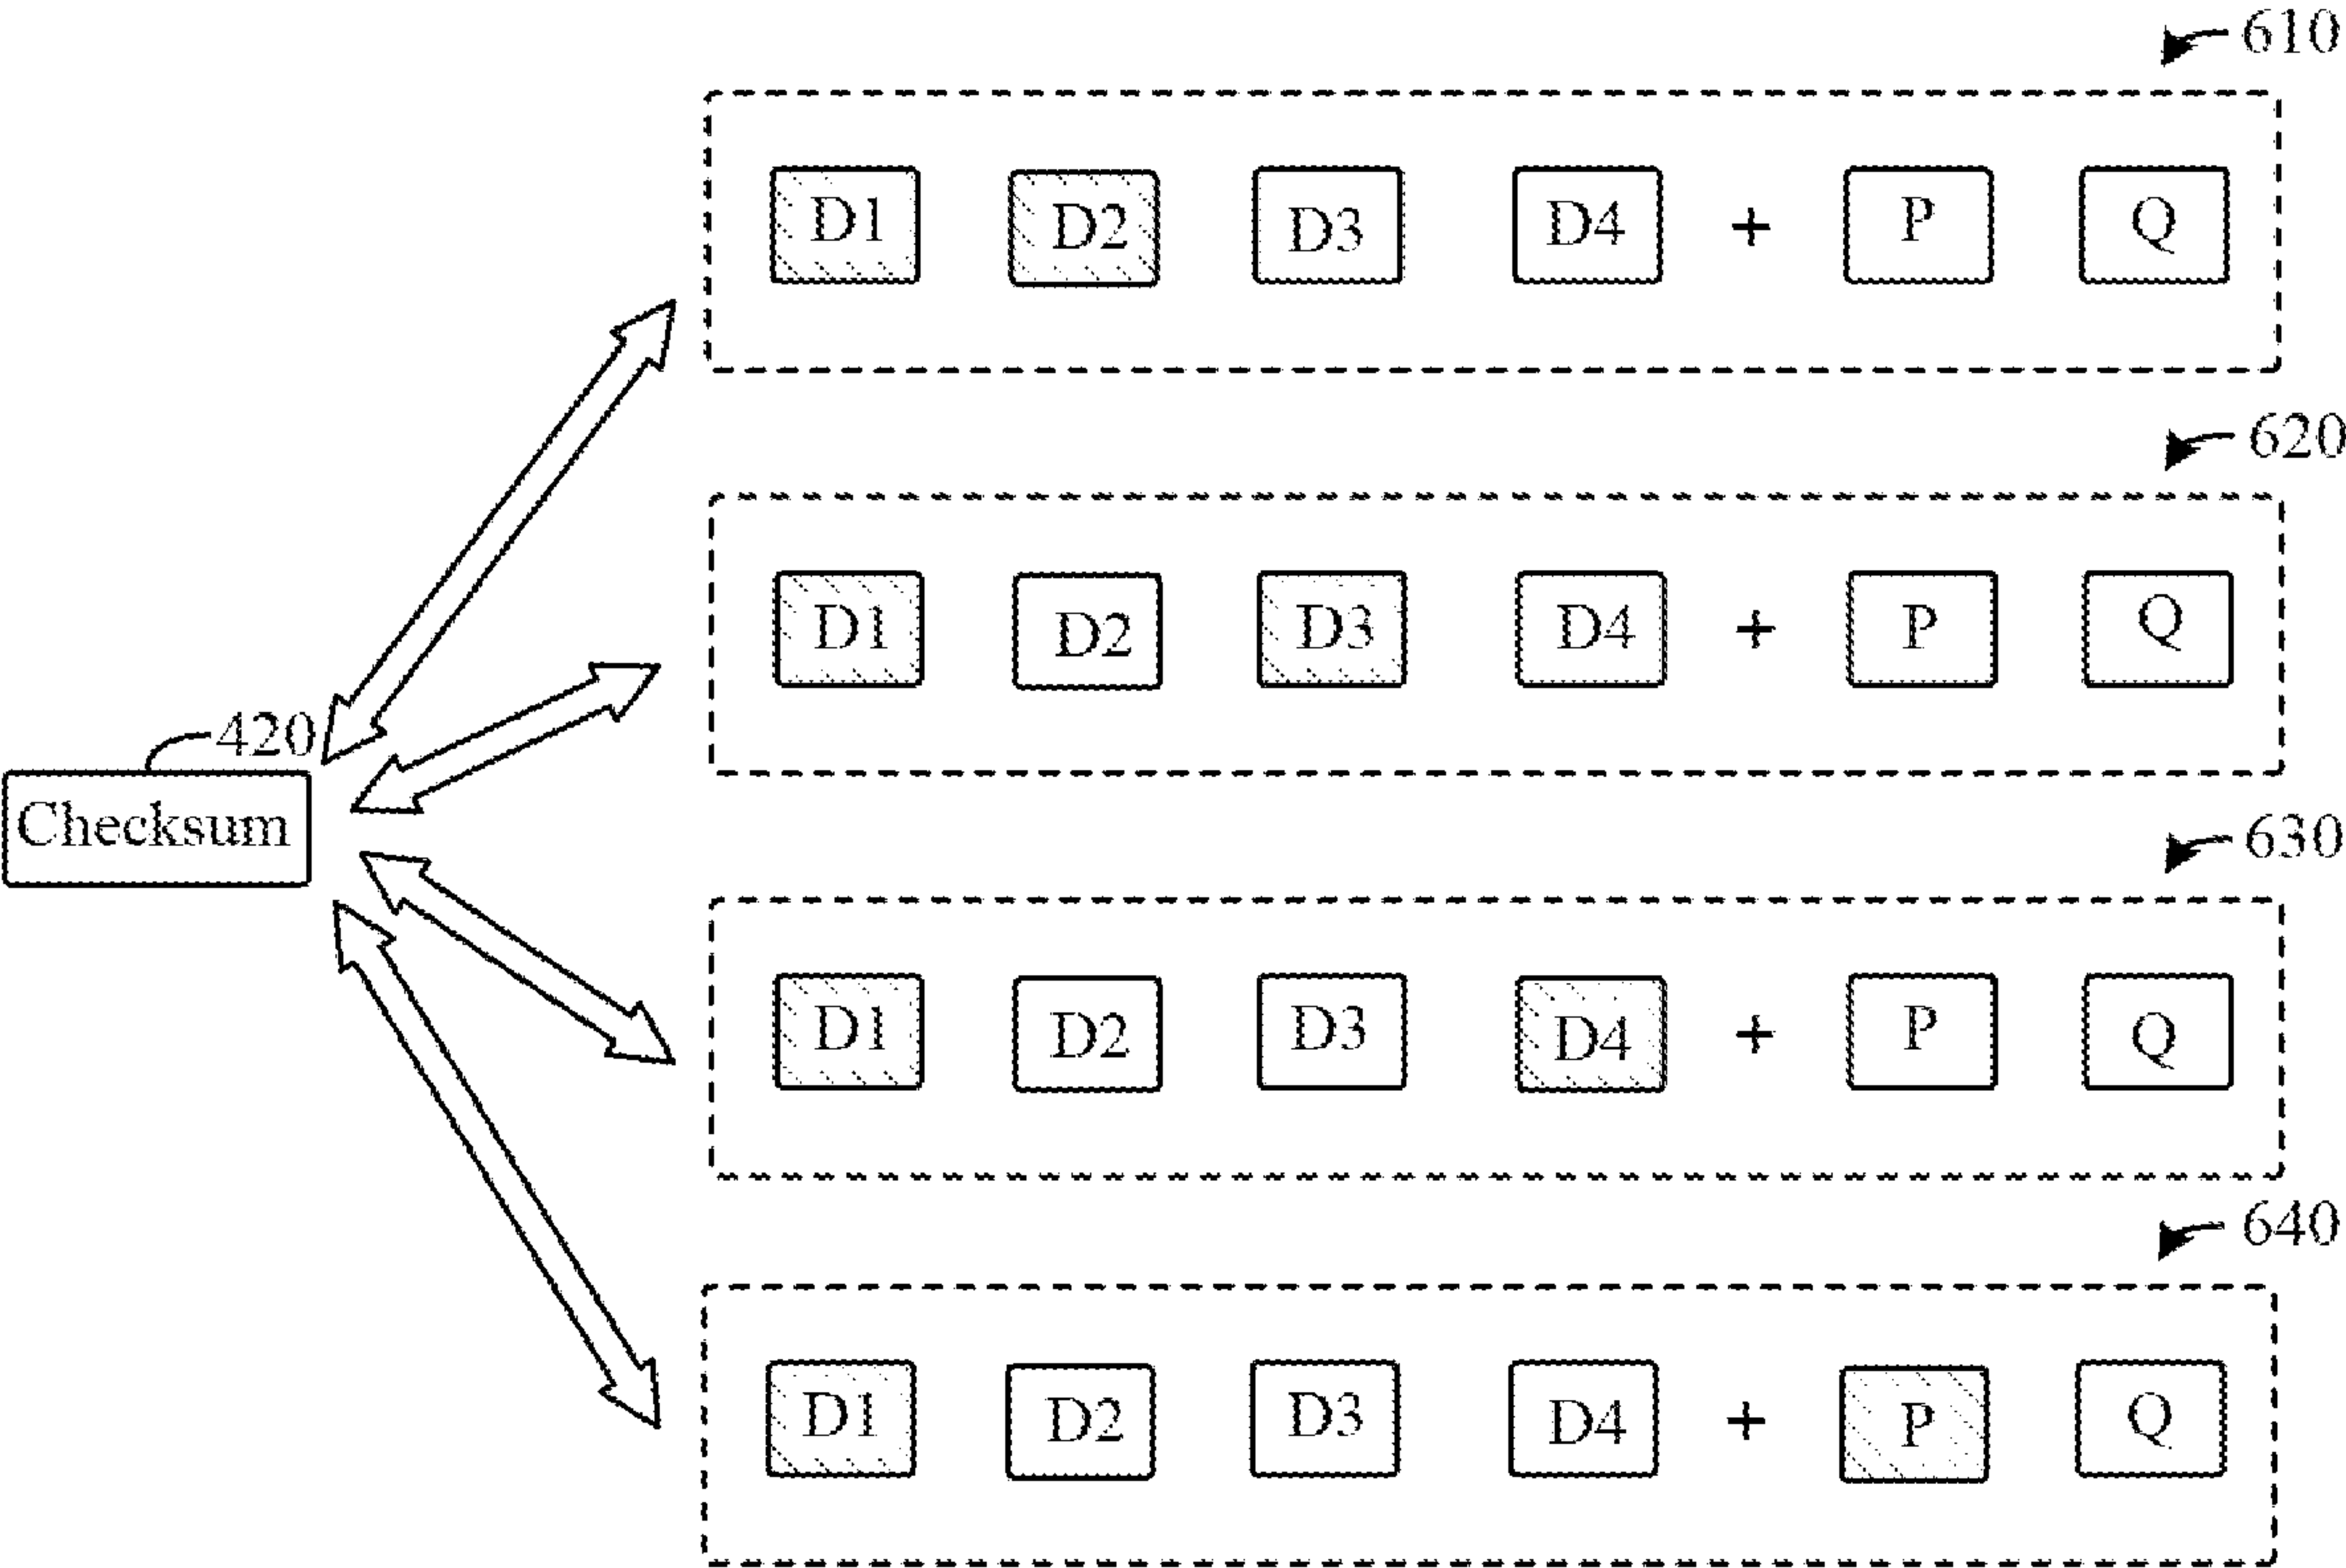 610
D1 D2 D3 D4 + P Q
620
D1 D2 D3 D4 + P Q
420
Checksum
630
D1 D2 D3 D4 + P Q
640
D1 D2 D3 D4 + P Q